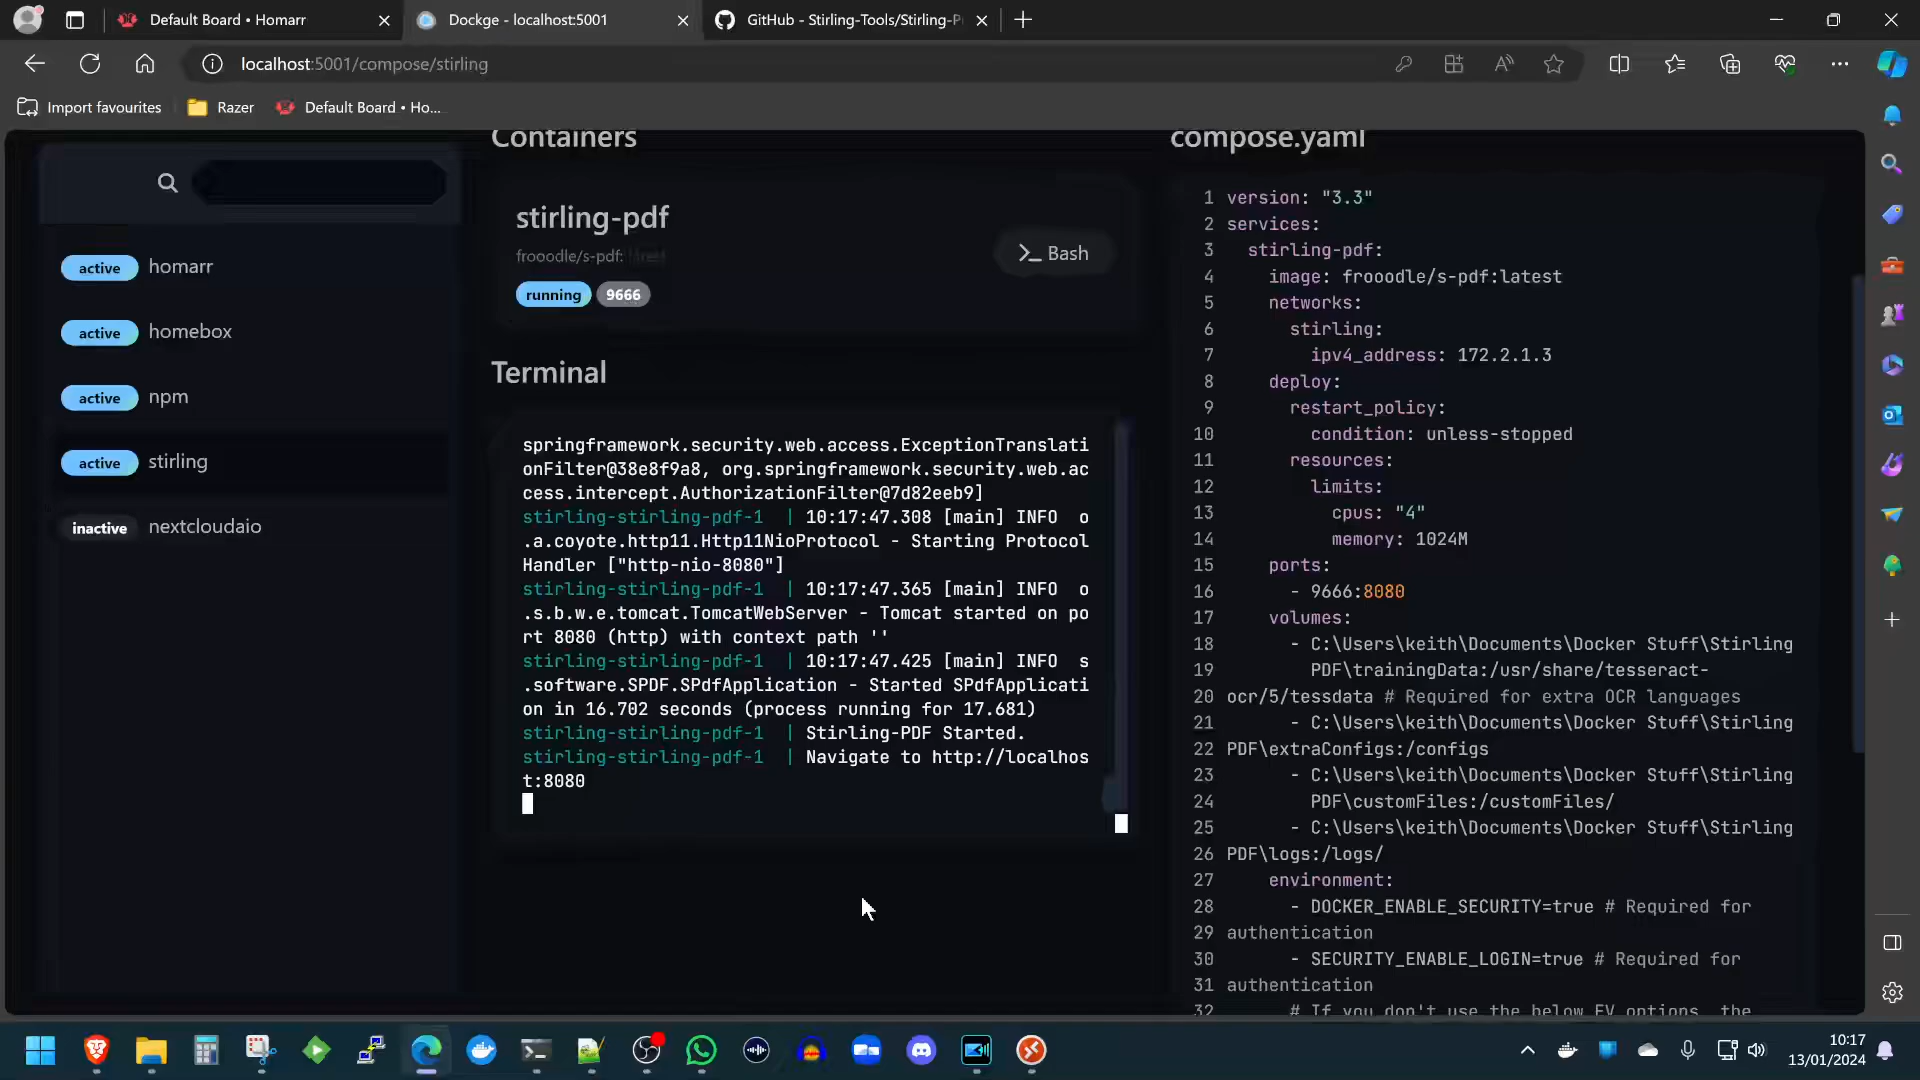 Default Board • Homarr
Dockge - localhost:5001
GitHub - Stirling-Tools/Stirling-P
localhost:5001/compose/stirling
Import favourites
Razer
Default Board • Ho...
Containers
compose.yaml
active homarr
active homebox
active npm
active stirling
inactive nextcloudaio
stirling-pdf
frooodle/s-pdf:
running 9666
Bash
Terminal
springframework.security.web.access.ExceptionTranslati
onFilter@38e8f9a8, org.springframework.security.web.ac
cess.intercept.AuthorizationFilter@7d82eeb9]
stirling-stirling-pdf-1 | 10:17:47.308 [main] INFO o
.a.coyote.http11.Http11NioProtocol - Starting Protocol
Handler ["http-nio-8080"]
stirling-stirling-pdf-1 | 10:17:47.365 [main] INFO o
.s.b.w.e.tomcat.TomcatWebServer - Tomcat started on po
rt 8080 (http) with context path ''
stirling-stirling-pdf-1 | 10:17:47.425 [main] INFO s
.software.SPDF.SPdfApplication - Started SPdfApplicati
on in 16.702 seconds (process running for 17.681)
stirling-stirling-pdf-1 | Stirling-PDF Started.
stirling-stirling-pdf-1 | Navigate to http://localhos
t:8080
1 version: "3.3"
2 services:
3 stirling-pdf:
4 image: frooodle/s-pdf:latest
5 networks:
6 stirling:
7 ipv4_address: 172.2.1.3
8 deploy:
9 restart_policy:
10 condition: unless-stopped
11 resources:
12 limits:
13 cpus: "4"
14 memory: 1024M
15 ports:
16 - 9666:8080
17 volumes:
18 - C:\Users\keith\Documents\Docker Stuff\Stirling
19 PDF\trainingData:/usr/share/tesseract-
20 ocr/5/tessdata # Required for extra OCR languages
21 - C:\Users\keith\Documents\Docker Stuff\Stirling
22 PDF\extraConfigs:/configs
23 - C:\Users\keith\Documents\Docker Stuff\Stirling
24 PDF\customFiles:/customFiles/
25 - C:\Users\keith\Documents\Docker Stuff\Stirling
26 PDF\logs:/logs/
27 environment:
28 - DOCKER_ENABLE_SECURITY=true # Required for
29 authentication
30 - SECURITY_ENABLE_LOGIN=true # Required for
31 authentication
32 # If you don't use the below EV options, the
10:17
13/01/2024